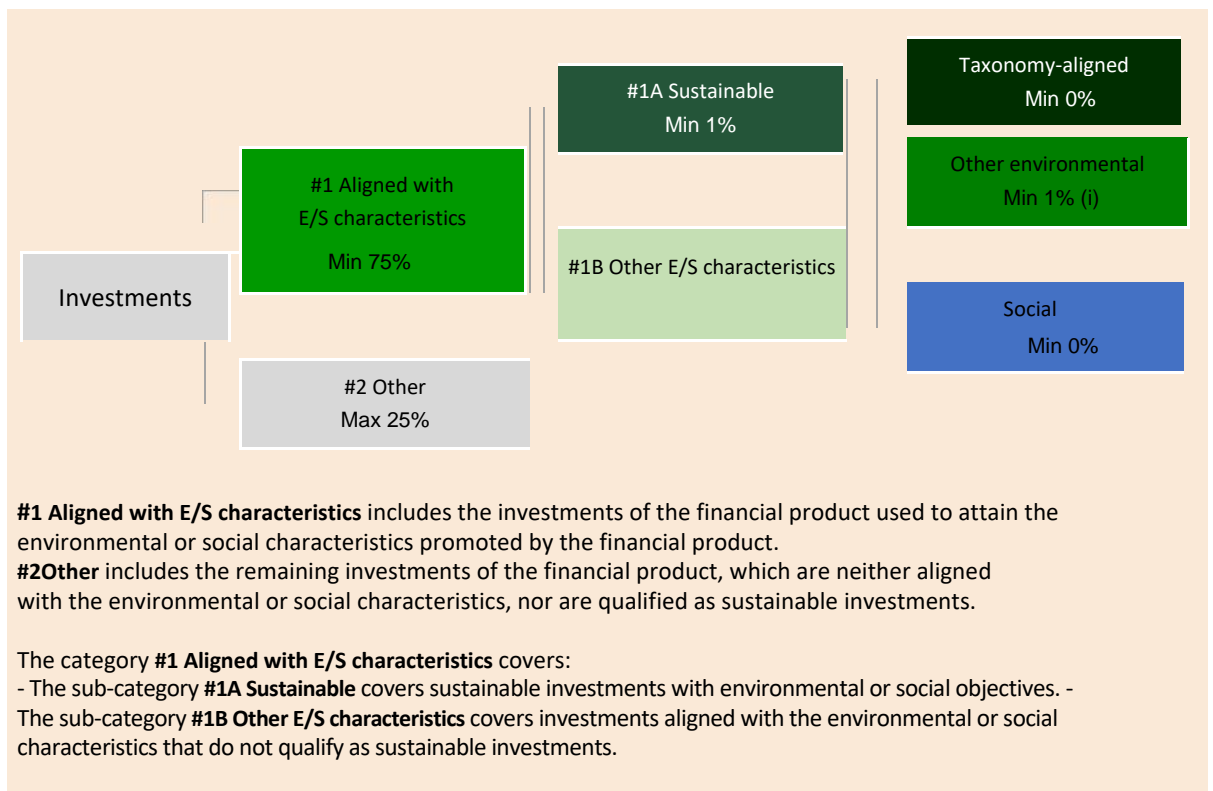 Taxonomy-aligned
Min 0%
#1A Sustainable
Min 1%
Other environmental
Min 1% (i)
#1 Aligned with
E/S characteristics
Min 75%
#1B Other E/S characteristics
Investments
Social
Min 0%
#2 Other
Max 25%
#1 Aligned with E/S characteristics includes the investments of the financial product used to attain the
environmental or social characteristics promoted by the financial product.
#2Other includes the remaining investments of the financial product, which are neither aligned
with the environmental or social characteristics, nor are qualified as sustainable investments.
The category #1 Aligned with E/S characteristics covers:
- The sub-category #1A Sustainable covers sustainable investments with environmental or social objectives. -
The sub-category #1B Other E/S characteristics covers investments aligned with the environmental or social
characteristics that do not qualify as sustainable investments.